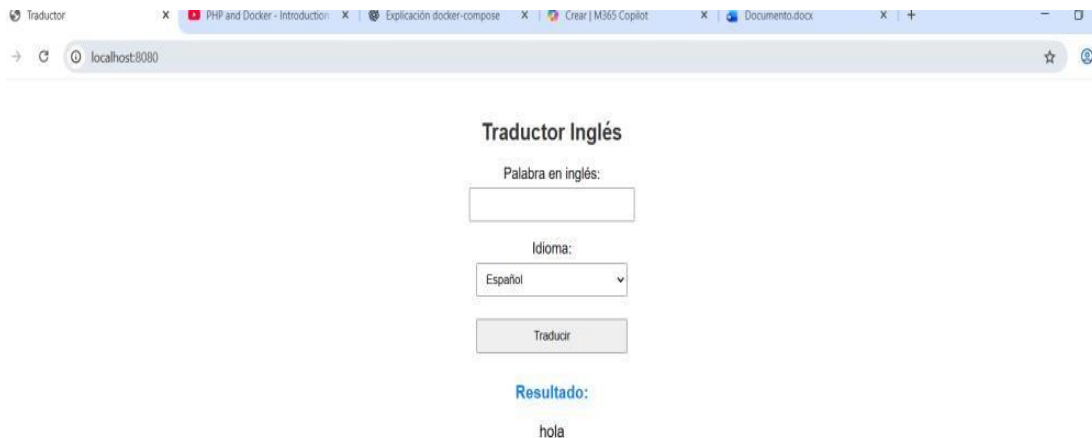 Traductor
PHP and Docker - Introduction
Explicación docker-compose
Crear | M365 Copilot
Documento.docx
localhost:8080
Traductor Inglés
Palabra en inglés:
Idioma:
Español
Traducir
Resultado:
hola